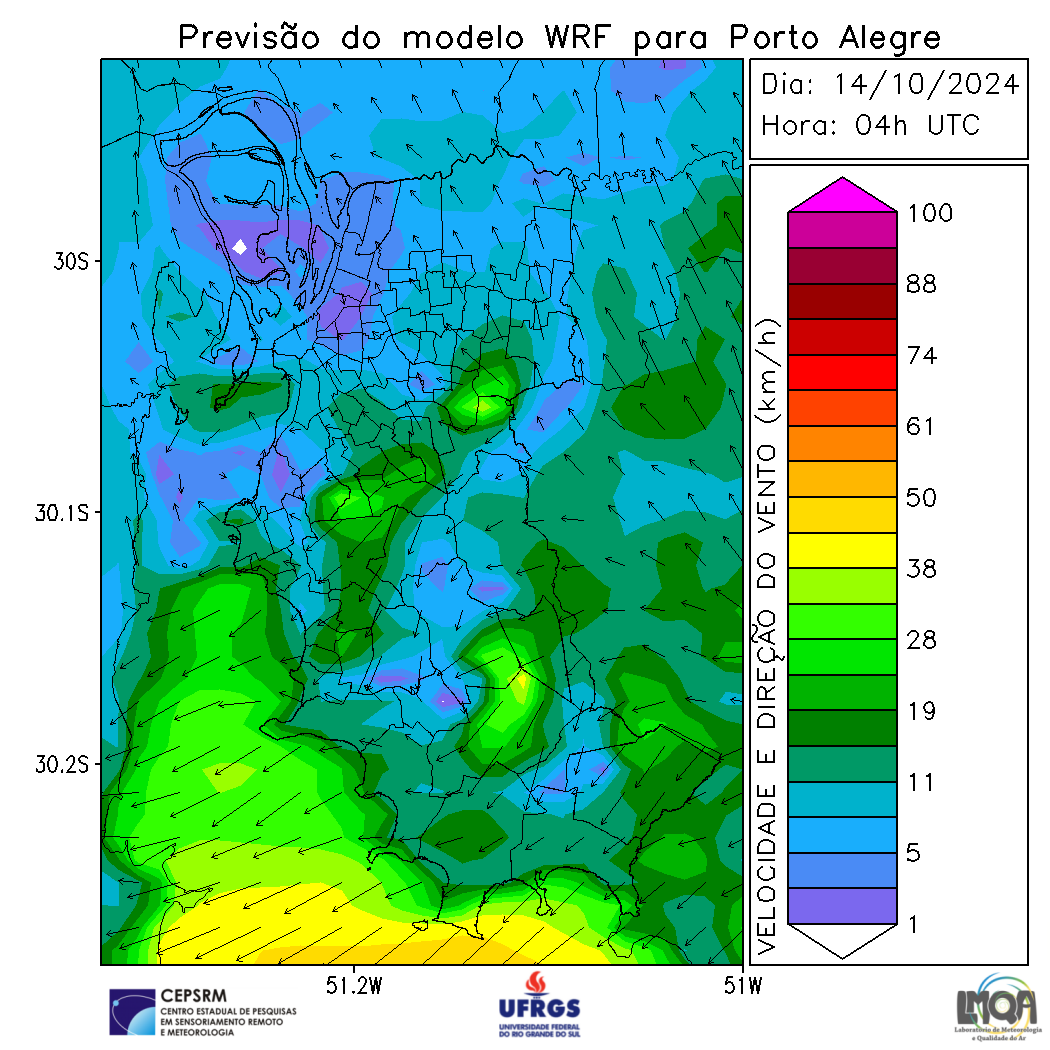 Previsão do modelo WRF para Porto Alegre
Dia: 14/10/2024
Hora: 04h UTC
30S
30.1S
30.2S
51.2W
51W
VELOCIDADE E DIREÇÃO DO VENTO (km/h)
100
88
74
61
50
38
28
19
11
5
1
CEPSRM
CENTRO ESTADUAL DE PESQUISAS
EM SENSORIAMENTO REMOTO
E METEOROLOGIA
UFRGS
UNIVERSIDADE FEDERAL
DO RIO GRANDE DO SUL
LMQA
Laboratório de Meteorologia
e Qualidade do Ar